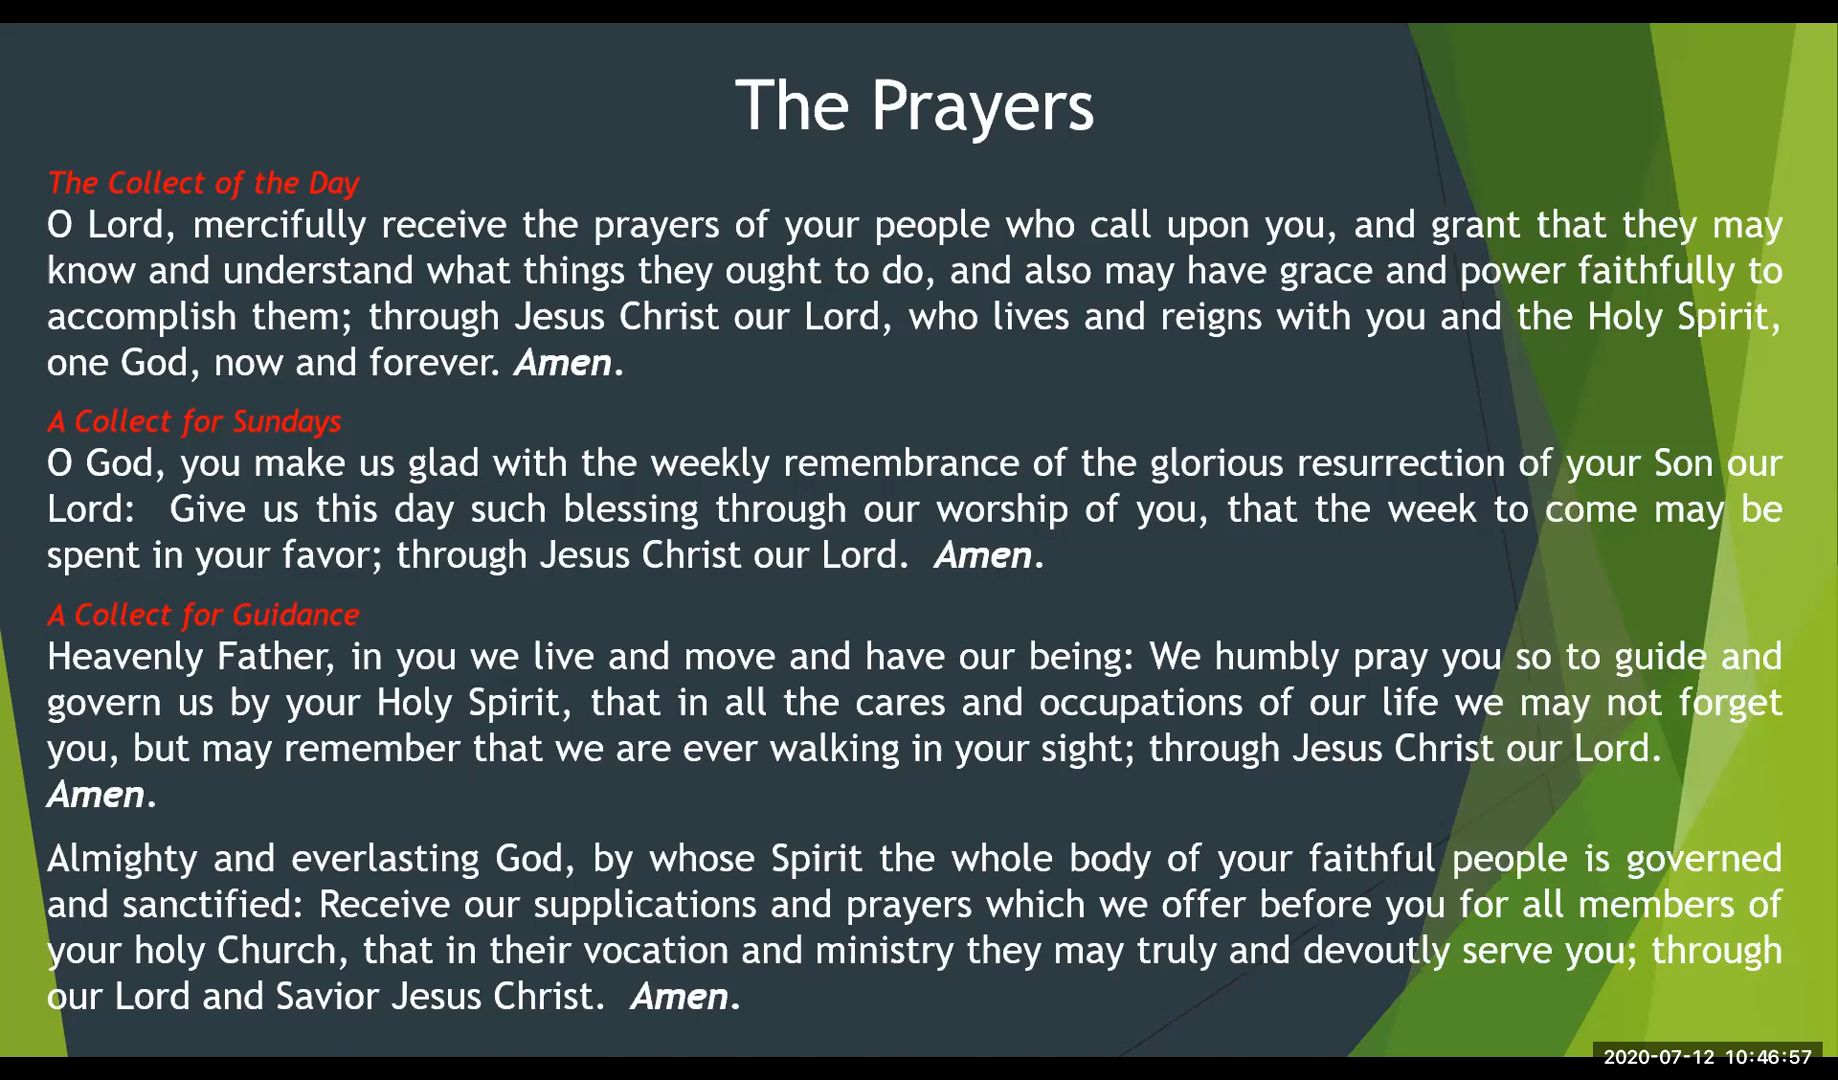 The Prayers
The Collect of the Day
O Lord, mercifully receive the prayers of your people who call upon you, and grant that they may
know and understand what things they ought to do, and also may have grace and power faithfully to
accomplish them; through Jesus Christ our Lord, who lives and reigns with you and the Holy Spirit,
one God, now and forever. Amen.
A Collect for Sundays
O God, you make us glad with the weekly remembrance of the glorious resurrection of your Son our
Lord:  Give us this day such blessing through our worship of you, that the week to come may be
spent in your favor; through Jesus Christ our Lord.  Amen.
A Collect for Guidance
Heavenly Father, in you we live and move and have our being: We humbly pray you so to guide and
govern us by your Holy Spirit, that in all the cares and occupations of our life we may not forget
you, but may remember that we are ever walking in your sight; through Jesus Christ our Lord.
Amen.
Almighty and everlasting God, by whose Spirit the whole body of your faithful people is governed
and sanctified: Receive our supplications and prayers which we offer before you for all members of
your holy Church, that in their vocation and ministry they may truly and devoutly serve you; through
our Lord and Savior Jesus Christ.  Amen.
2020-07-12 10:46:57